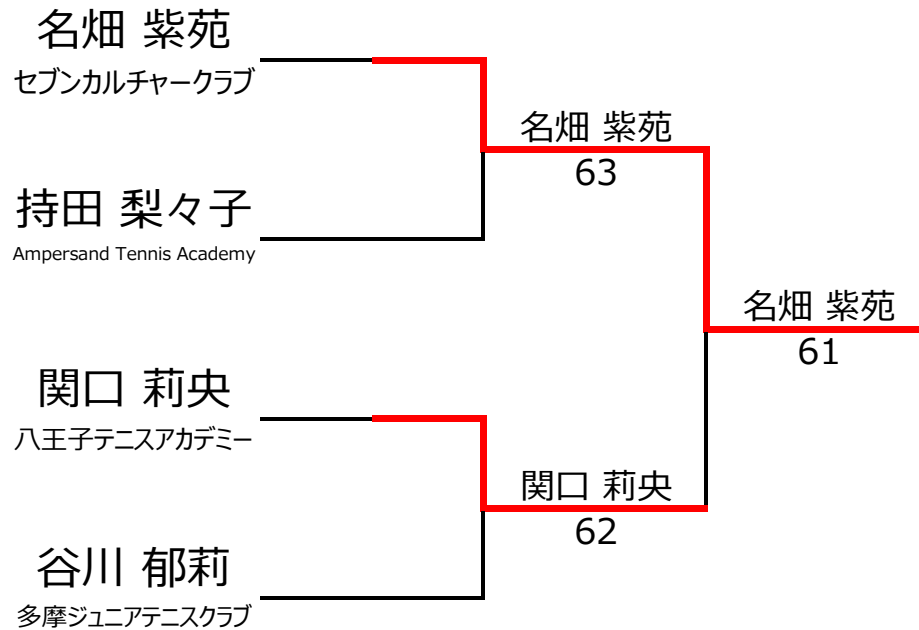 名畑 紫苑
セブンカルチャークラブ
名畑 紫苑
63
持田 梨々子
Ampersand Tennis Academy
名畑 紫苑
61
関口 莉央
八王子テニスアカデミー
関口 莉央
62
谷川 郁莉
多摩ジュニアテニスクラブ